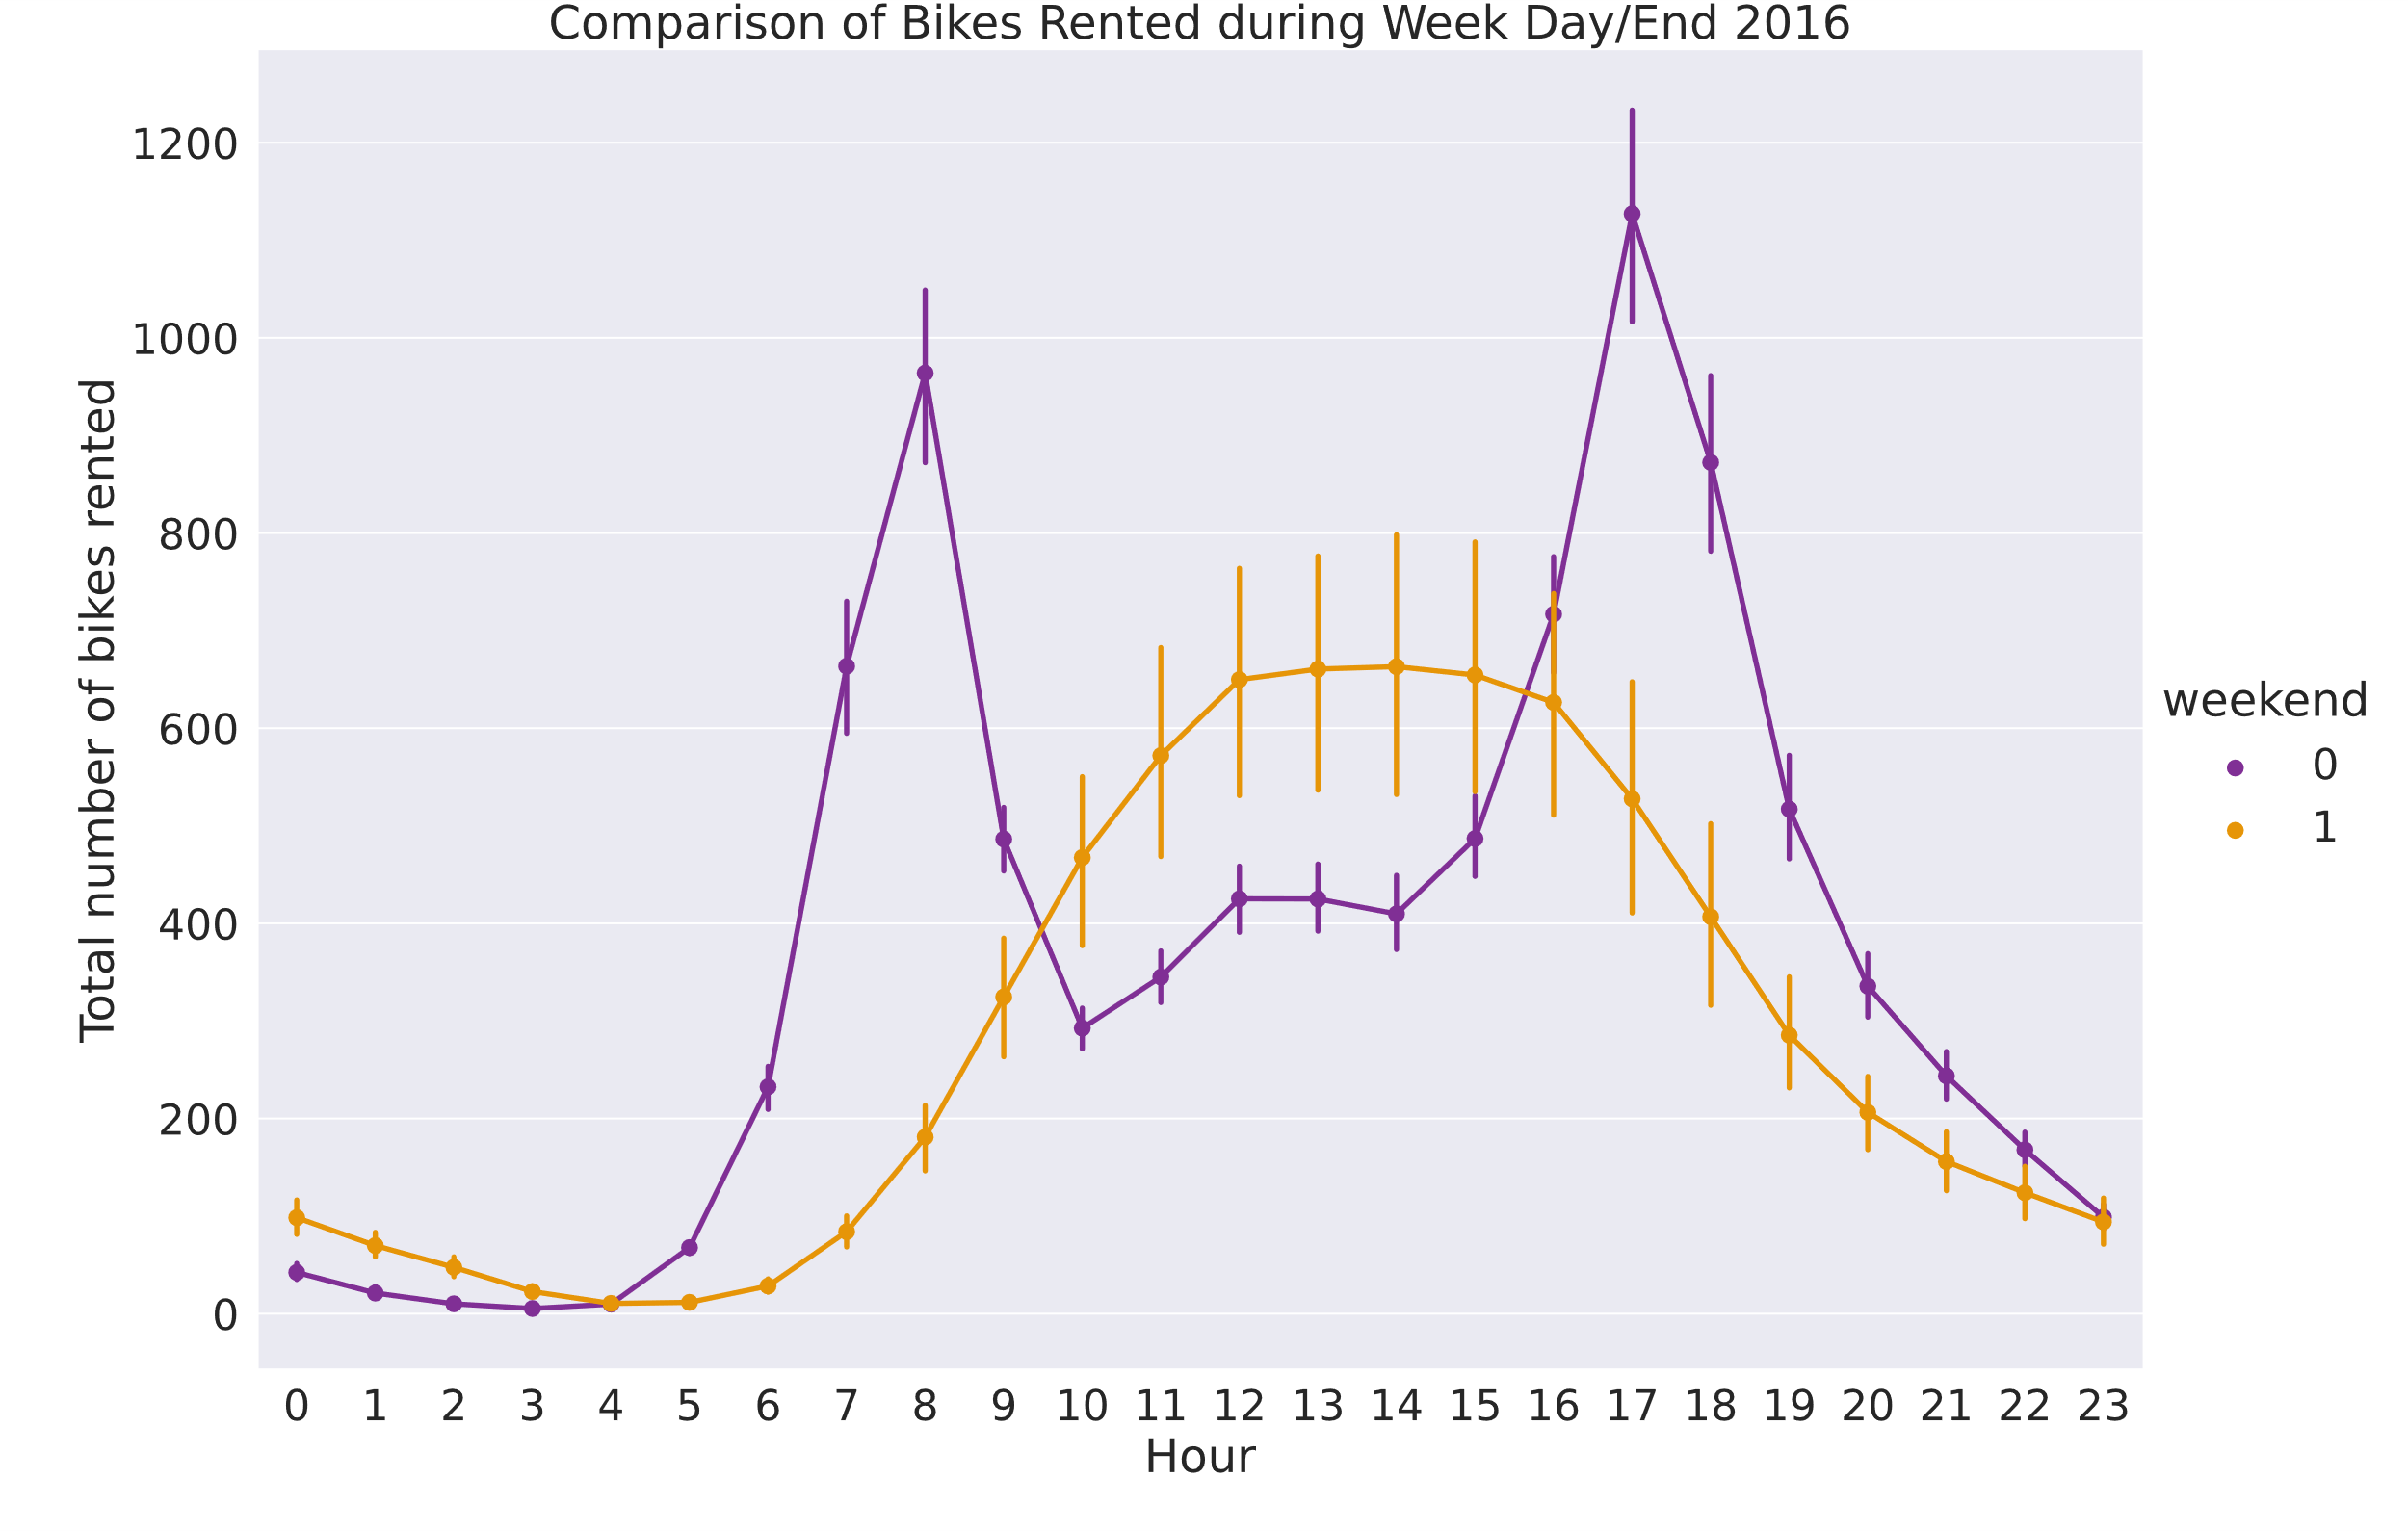 Comparison of Bikes Rented during Week Day/End 2016
Total number of bikes rented
1200
1000
800
600
400
200
0
0 1 2 3 4 5 6 7 8 9 10 11 12 13 14 15 16 17 18 19 20 21 22 23
Hour
weekend
0
1